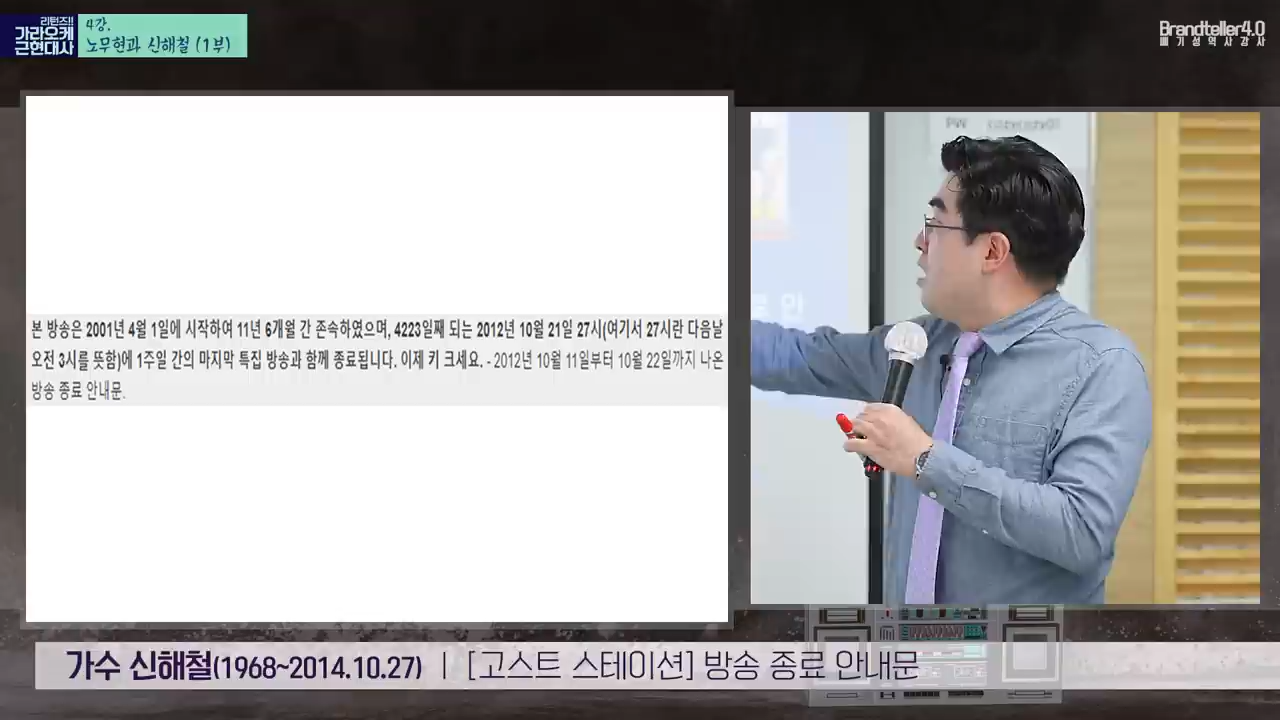 리턴즈!!
가라오케
근현대사
4강.
노무현과 신해철 (1부)
Brandteller4.0
배기성역사강사
본 방송은 2001년 4월 1일에 시작하여 11년 6개월 간 존속하였으며, 4223일째 되는 2012년 10월 21일 27시(여기서 27시란 다음날
오전 3시를 뜻함)에 1주일 간의 마지막 특집 방송과 함께 종료됩니다. 이제 키 크세요. - 2012년 10월 11일부터 10월 22일까지 나온
방송 종료 안내문.
가수 신해철(1968~2014.10.27) ㅣ [고스트 스테이션] 방송 종료 안내문